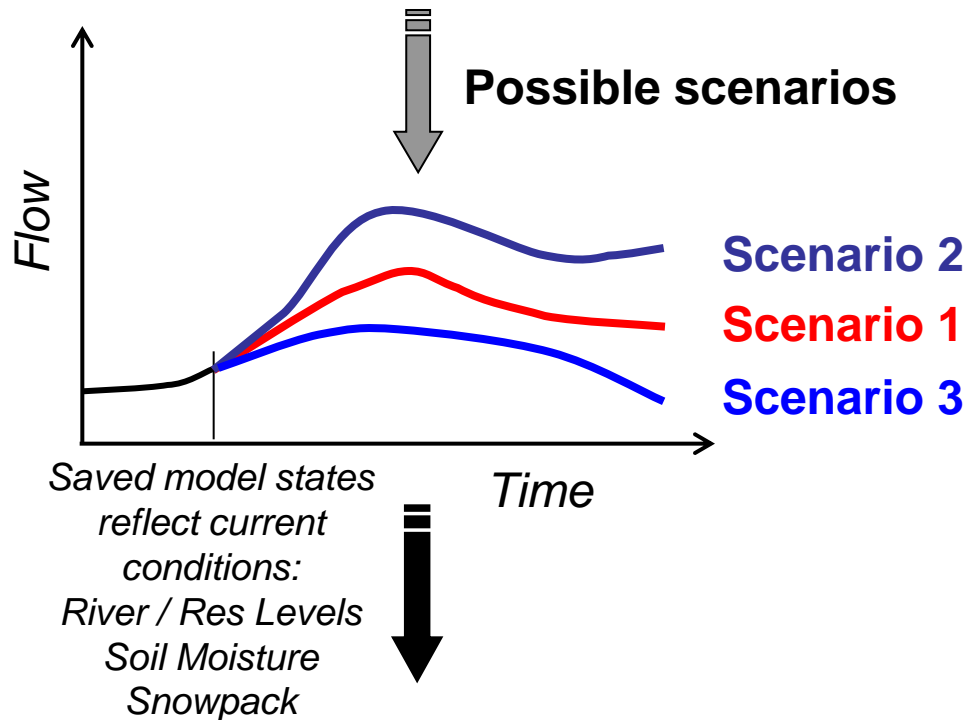 Possible scenarios
Flow
Scenario 2
Scenario 1
Scenario 3
Time
Saved model states
reflect current
conditions:
River / Res Levels
Soil Moisture
Snowpack